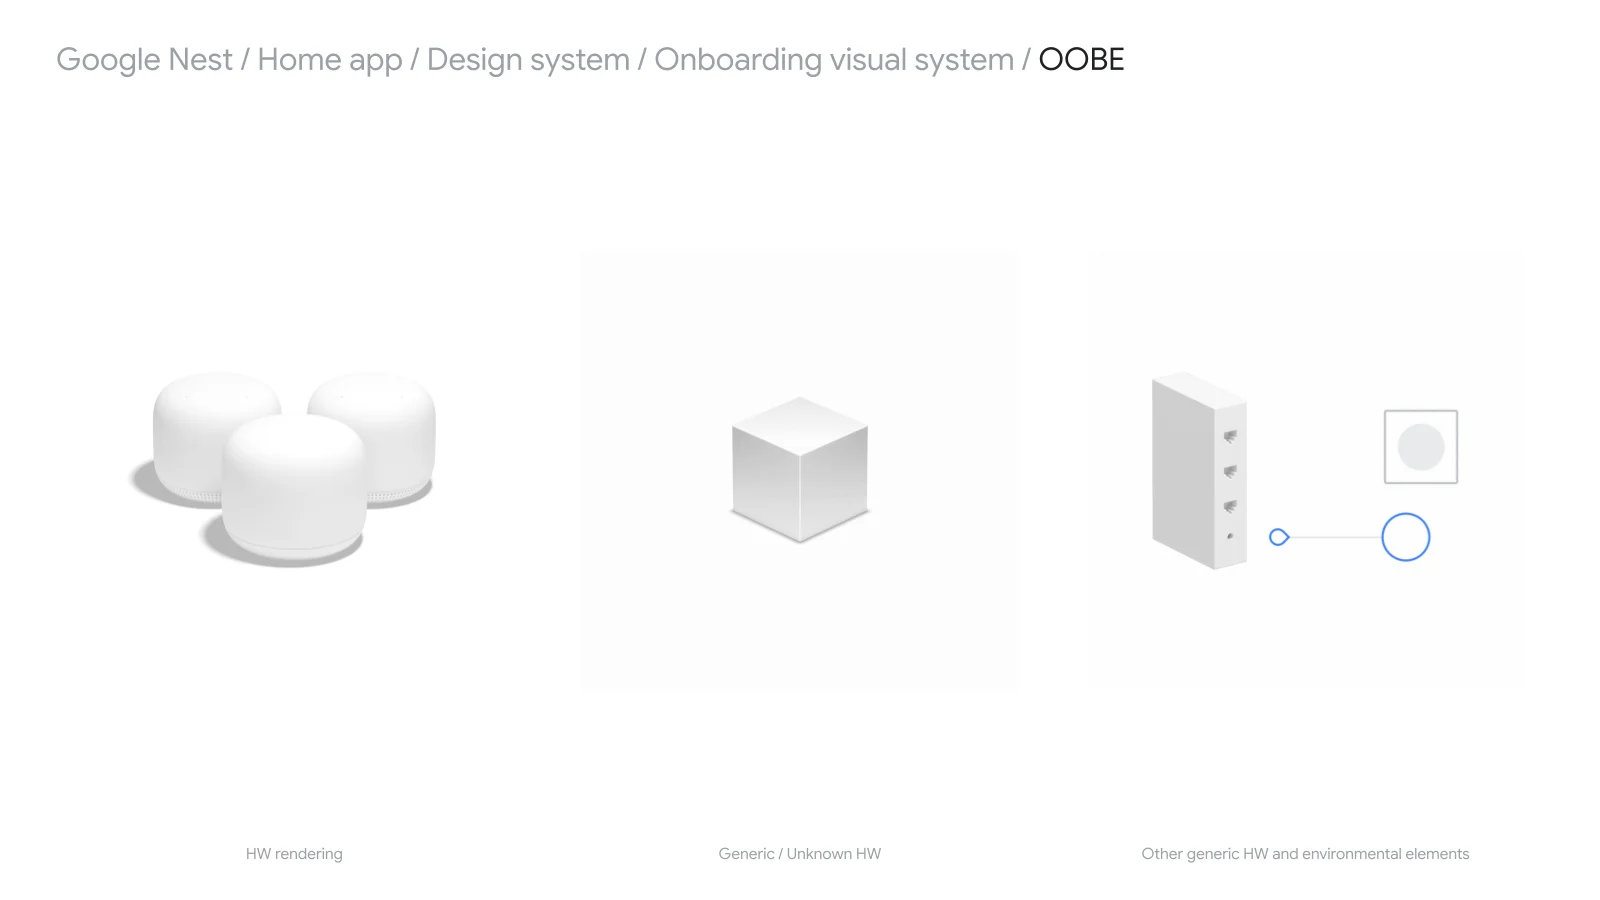 Google Nest / Home app / Design system / Onboarding visual system / OOBE
HW rendering
Generic / Unknown HW
Other generic HW and environmental elements